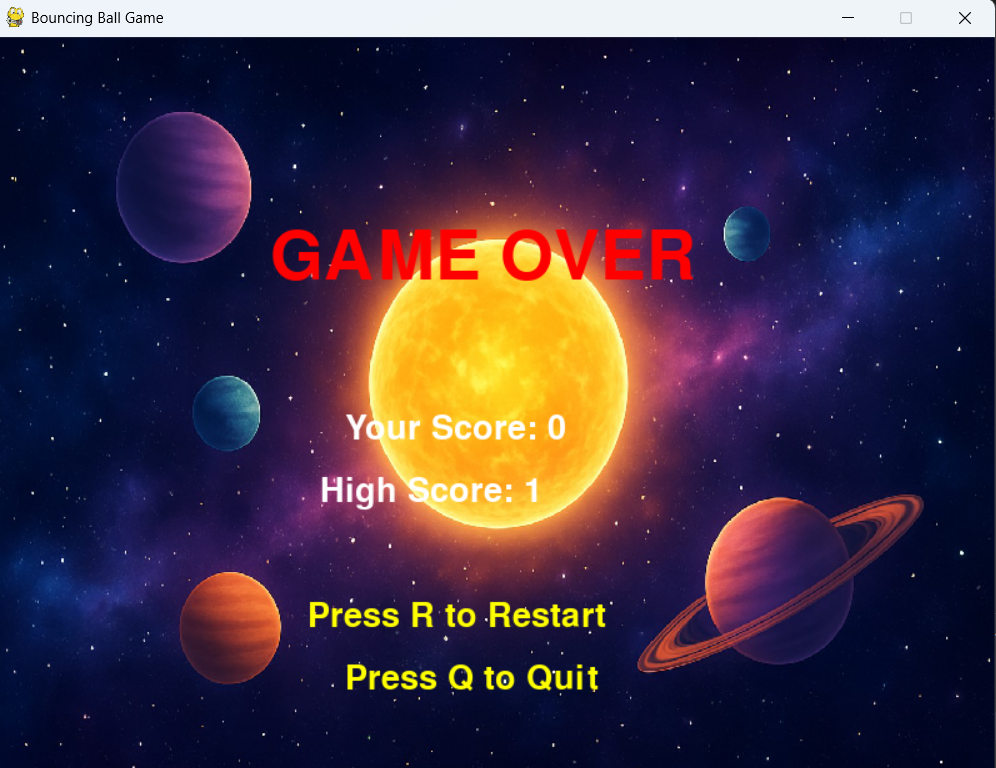 Bouncing Ball Game
GAME OVER
Your Score: 0
High Score: 1
Press R to Restart
Press Q to Quit